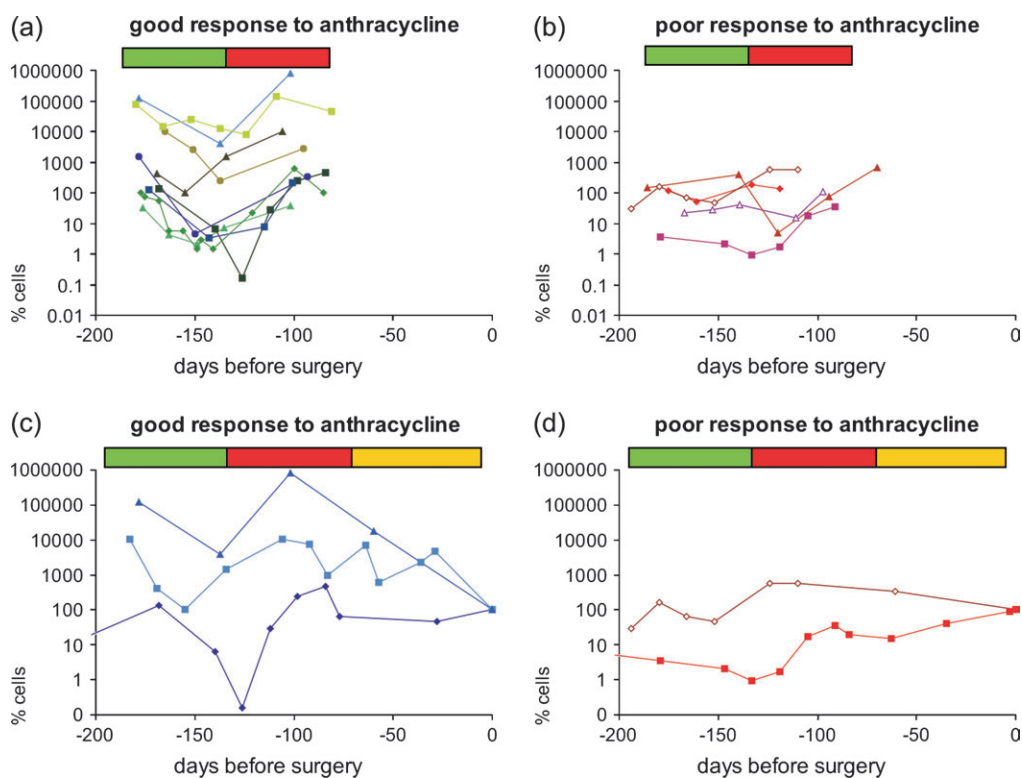 (a) good response to anthracycline
1000000
100000
10000
1000
100
10
1
0.1
0.01
% cells
-200 -150 -100 -50 0
days before surgery
(b) poor response to anthracycline
1000000
100000
10000
1000
100
10
1
0.1
0.01
% cells
-200 -150 -100 -50 0
days before surgery
(c) good response to anthracycline
1000000
100000
10000
1000
100
10
1
0
% cells
-200 -150 -100 -50 0
days before surgery
(d) poor response to anthracycline
1000000
100000
10000
1000
100
10
1
0
% cells
-200 -150 -100 -50 0
days before surgery